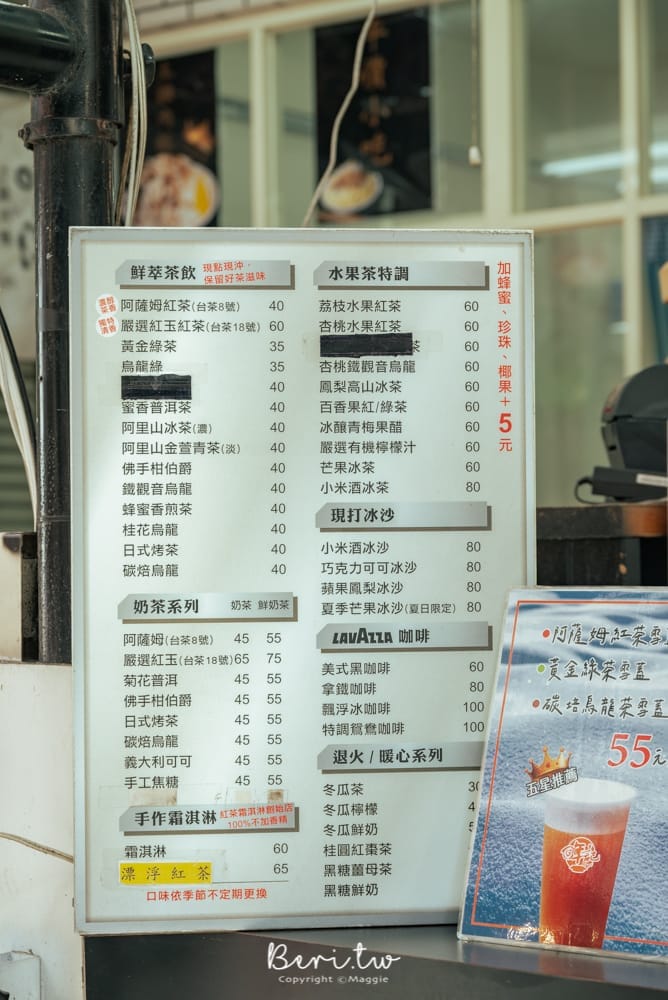 鮮萃茶飲 現點現沖，
保留好茶滋味
濃郁
茶香 阿薩姆紅茶(台茶8號) 40
獨特
清香 嚴選紅玉紅茶(台茶18號) 60
黃金綠茶 35
烏龍綠 35
40
蜜香普洱茶 40
阿里山冰茶(濃) 40
阿里山金萱青茶(淡) 40
佛手柑伯爵 40
鐵觀音烏龍 40
蜂蜜香煎茶 40
桂花烏龍 40
日式烤茶 40
碳焙烏龍 40
奶茶系列 奶茶 鮮奶茶
阿薩姆(台茶8號) 45 55
嚴選紅玉(台茶18號) 65 75
菊花普洱 45 55
佛手柑伯爵 45 55
日式烤茶 45 55
碳焙烏龍 45 55
義大利可可 45 55
手工焦糖 45 55
手作霜淇淋 紅茶霜淇淋創始店
100%不加香精
霜淇淋 60
漂浮紅茶 65
口味依季節不定期更換
水果茶特調
荔枝水果紅茶 60
杏桃水果紅茶 60
茶 60
杏桃鐵觀音烏龍 60
鳳梨高山冰茶 60
百香果紅/綠茶 60
冰釀青梅果醋 60
嚴選有機檸檬汁 60
芒果冰茶 60
小米酒冰茶 80
現打冰沙
小米酒冰沙 80
巧克力可可冰沙 80
蘋果鳳梨冰沙 80
夏季芒果冰沙(夏日限定) 80
LAVAZZA 咖啡
美式黑咖啡 60
拿鐵咖啡 80
飄浮冰咖啡 100
特調鴛鴦咖啡 100
退火 / 暖心系列
冬瓜茶
冬瓜檸檬
冬瓜鮮奶
桂圓紅棗茶
黑糖薑母茶
黑糖鮮奶
加蜂蜜、珍珠、椰果+5元
阿薩姆紅茶雪蓋
黃金綠茶雪蓋
碳焙烏龍茶雪蓋
55元
五星推薦
Beri.tw
Copyright ©Maggie